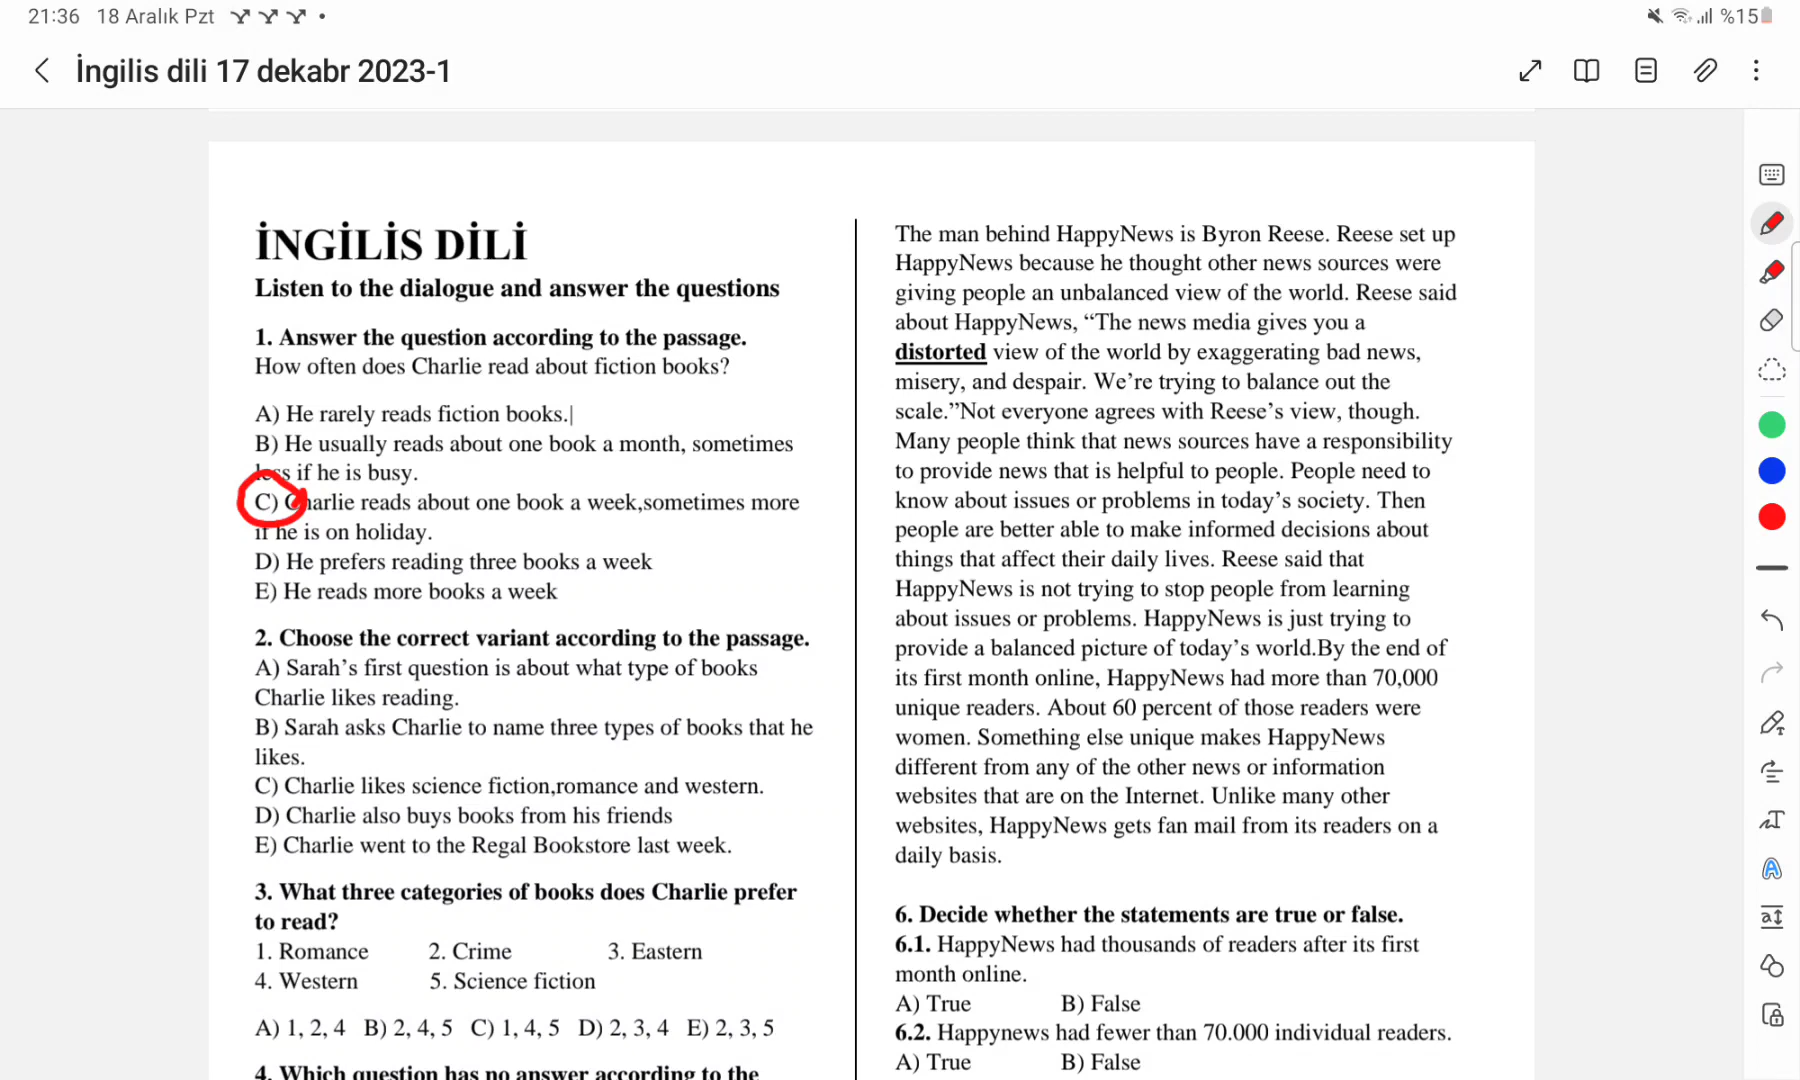 21:36 18 Aralık Pzt
%15
İngilis dili 17 dekabr 2023-1
İNGİLİS DİLİ
Listen to the dialogue and answer the questions
1. Answer the question according to the passage.
How often does Charlie read about fiction books?
A) He rarely reads fiction books.
B) He usually reads about one book a month, sometimes
less if he is busy.
C) Charlie reads about one book a week,sometimes more
if he is on holiday.
D) He prefers reading three books a week
E) He reads more books a week
2. Choose the correct variant according to the passage.
A) Sarah’s first question is about what type of books
Charlie likes reading.
B) Sarah asks Charlie to name three types of books that he
likes.
C) Charlie likes science fiction,romance and western.
D) Charlie also buys books from his friends
E) Charlie went to the Regal Bookstore last week.
3. What three categories of books does Charlie prefer
to read?
1. Romance 2. Crime 3. Eastern
4. Western 5. Science fiction
A) 1, 2, 4 B) 2, 4, 5 C) 1, 4, 5 D) 2, 3, 4 E) 2, 3, 5
4. Which question has no answer according to the
The man behind HappyNews is Byron Reese. Reese set up
HappyNews because he thought other news sources were
giving people an unbalanced view of the world. Reese said
about HappyNews, “The news media gives you a
distorted view of the world by exaggerating bad news,
misery, and despair. We’re trying to balance out the
scale.”Not everyone agrees with Reese’s view, though.
Many people think that news sources have a responsibility
to provide news that is helpful to people. People need to
know about issues or problems in today’s society. Then
people are better able to make informed decisions about
things that affect their daily lives. Reese said that
HappyNews is not trying to stop people from learning
about issues or problems. HappyNews is just trying to
provide a balanced picture of today’s world.By the end of
its first month online, HappyNews had more than 70,000
unique readers. About 60 percent of those readers were
women. Something else unique makes HappyNews
different from any of the other news or information
websites that are on the Internet. Unlike many other
websites, HappyNews gets fan mail from its readers on a
daily basis.
6. Decide whether the statements are true or false.
6.1. HappyNews had thousands of readers after its first
month online.
A) True B) False
6.2. Happynews had fewer than 70.000 individual readers.
A) True B) False